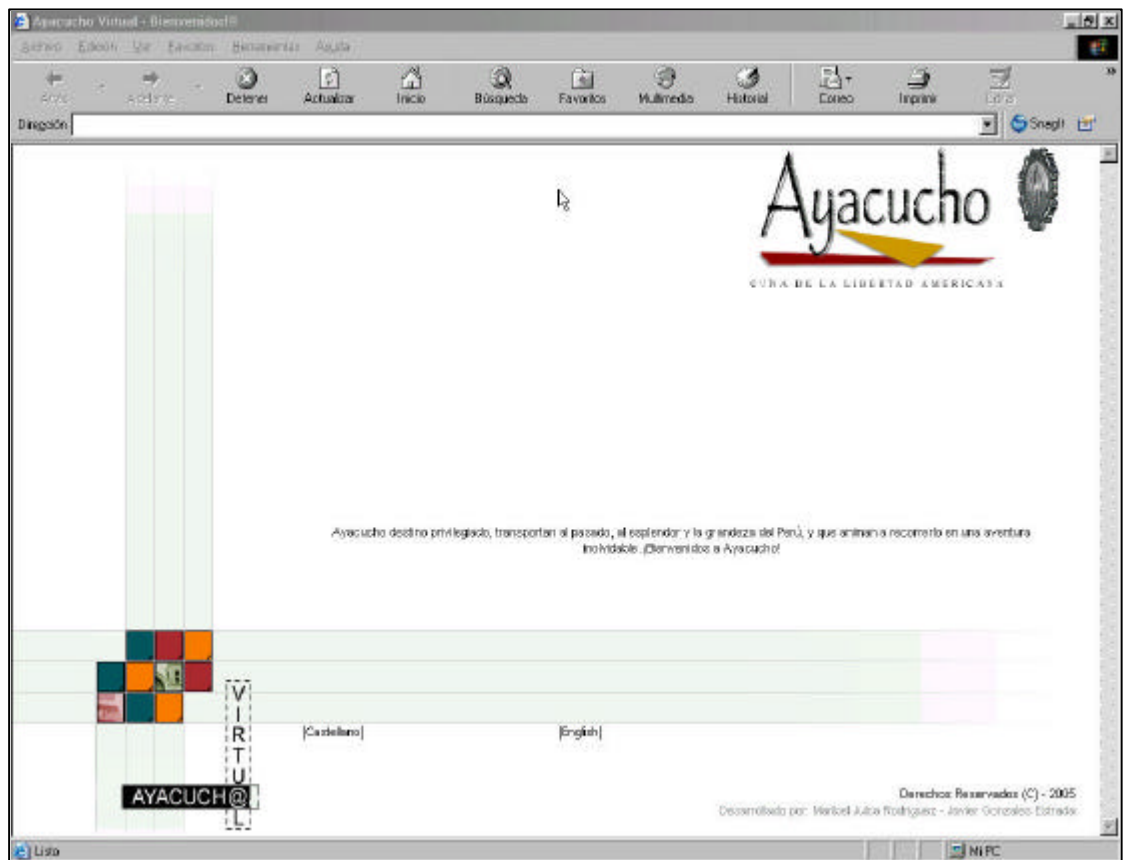 Ayacucho Virtual - Bienvenidos!!!
Archivo Edición Ver Favoritos Herramientas Ayuda
Atrás Adelante Detener Actualizar Inicio Búsqueda Favoritos Multimedia Historial Correo Imprimir Editar »
Dirección SnagIt
Ayacucho
CUNA DE LA LIBERTAD AMERICANA
Ayacucho destino privilegiado, transportan al pasado, al esplendor y la grandeza del Perú, y que animan a recorrerlo en una aventura
inolvidable. ¡Bienvenidos a Ayacucho!
|Castellano| |English|
VIRTU@L
AYACUCH@
Derechos Reservados (C) - 2005
Desarrollado por: Maricel Rodriguez - Javier Gonzales Estrada
Listo Mi PC